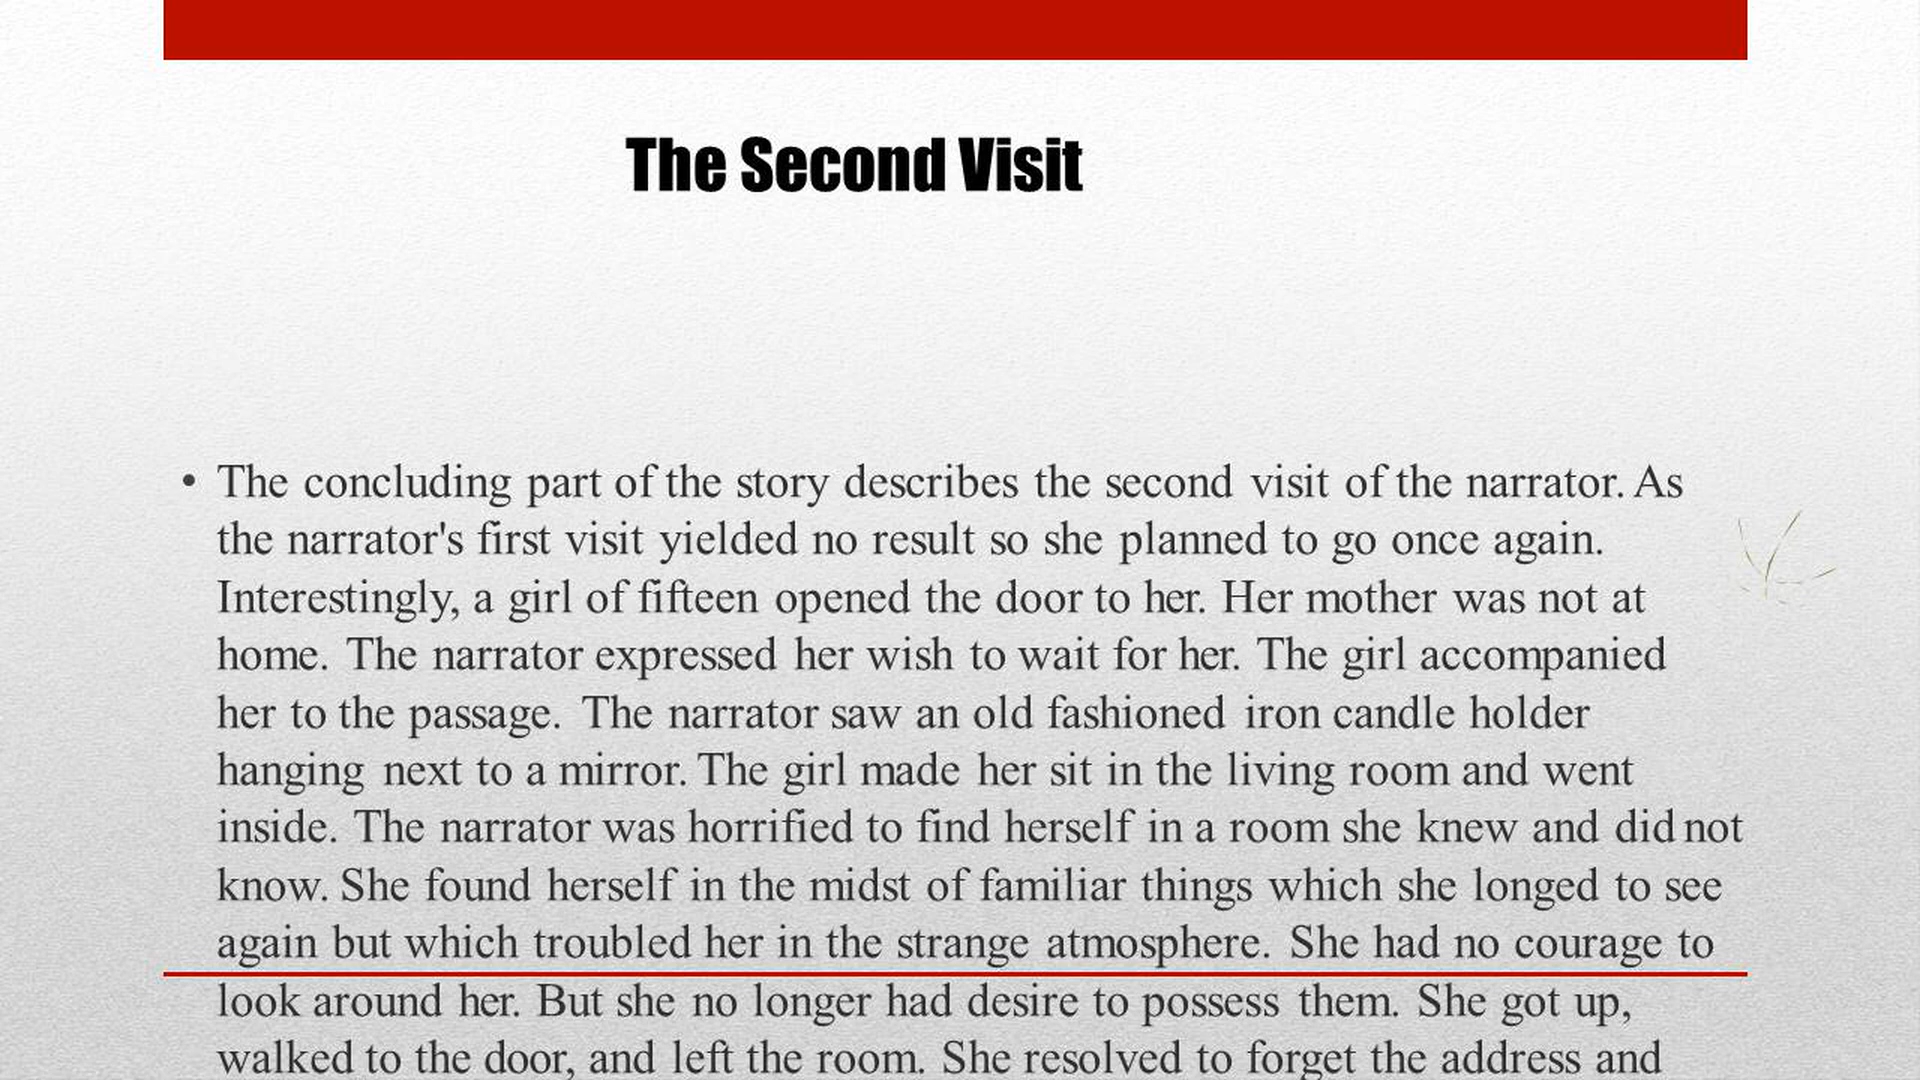 The Second Visit
• The concluding part of the story describes the second visit of the narrator. As
the narrator's first visit yielded no result so she planned to go once again.
Interestingly, a girl of fifteen opened the door to her. Her mother was not at
home. The narrator expressed her wish to wait for her. The girl accompanied
her to the passage. The narrator saw an old fashioned iron candle holder
hanging next to a mirror. The girl made her sit in the living room and went
inside. The narrator was horrified to find herself in a room she knew and did not
know. She found herself in the midst of familiar things which she longed to see
again but which troubled her in the strange atmosphere. She had no courage to
look around her. But she no longer had desire to possess them. She got up,
walked to the door, and left the room. She resolved to forget the address and